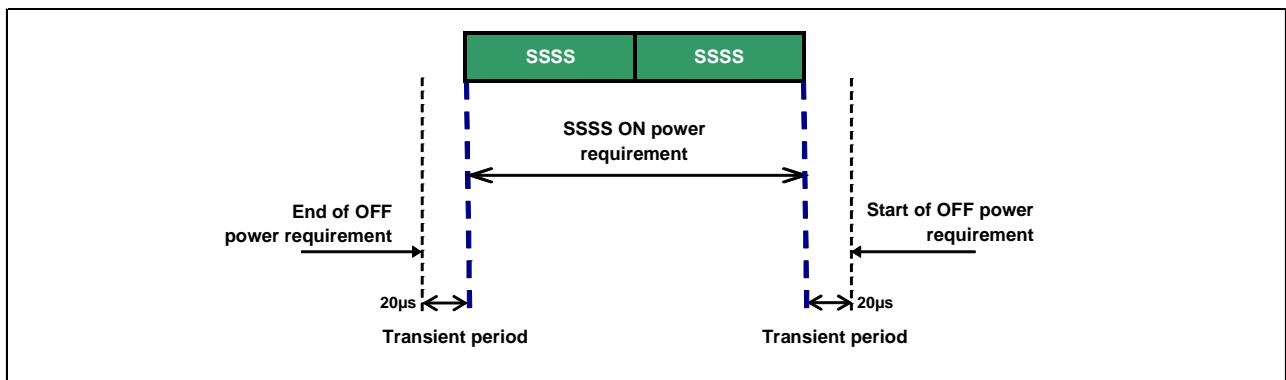 SSSS SSSS
SSSS ON power
requirement
End of OFF
power requirement
Start of OFF power
requirement
20µs 20µs
Transient period Transient period